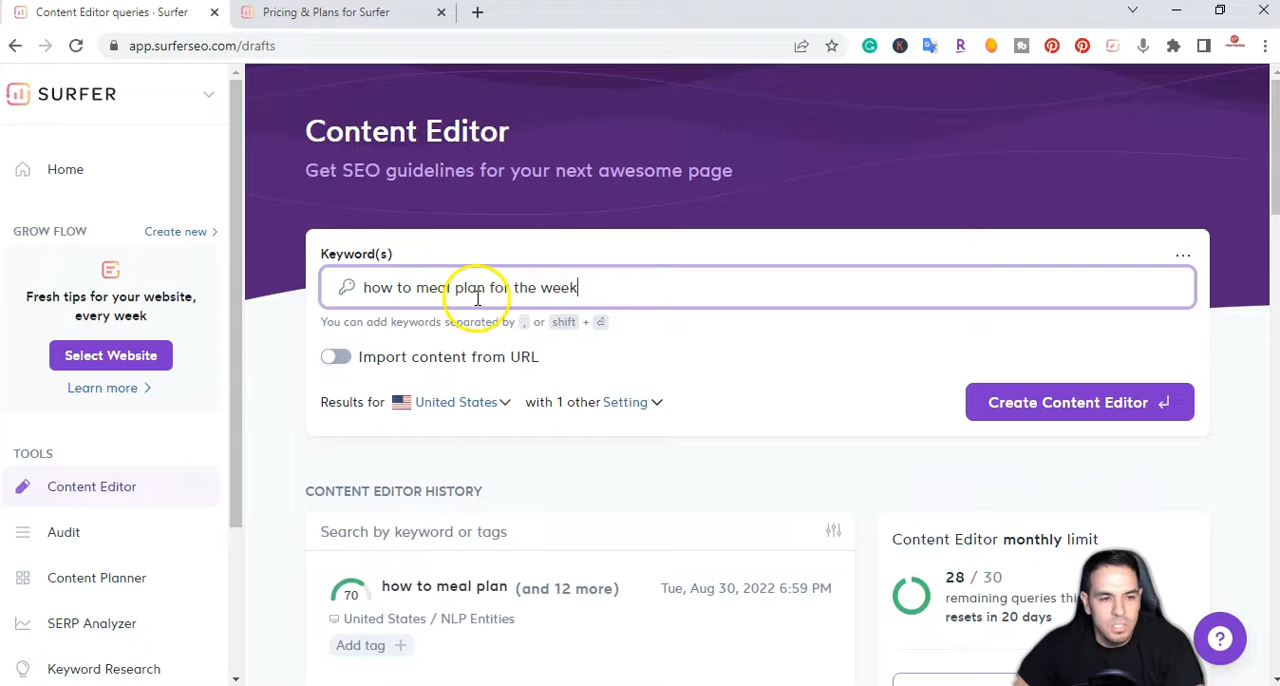 Content Editor queries · Surfer
Pricing & Plans for Surfer
app.surferseo.com/drafts
SURFER
Home
GROW FLOW
Create new >
Fresh tips for your website, every week
Select Website
Learn more >
TOOLS
Content Editor
Audit
Content Planner
SERP Analyzer
Keyword Research
Content Editor
Get SEO guidelines for your next awesome page
Keyword(s)
how to meal plan for the week
You can add keywords separated by , or shift +
Import content from URL
Results for United States with 1 other Setting
Create Content Editor
CONTENT EDITOR HISTORY
Search by keyword or tags
70
how to meal plan (and 12 more)
Tue, Aug 30, 2022 6:59 PM
United States / NLP Entities
Add tag +
Content Editor monthly limit
28 / 30
remaining queries thi
resets in 20 days
?